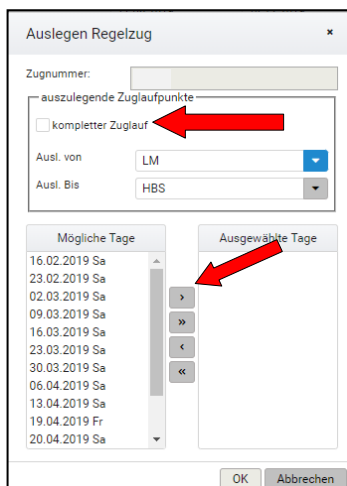 Auslegen Regelzug ×
Zugnummer:
auszulegende Zuglaufpunkte
kompletter Zuglauf
Ausl. von LM
Ausl. Bis HBS
Mögliche Tage
16.02.2019 Sa
23.02.2019 Sa
02.03.2019 Sa
09.03.2019 Sa
16.03.2019 Sa
23.03.2019 Sa
30.03.2019 Sa
06.04.2019 Sa
13.04.2019 Sa
19.04.2019 Fr
20.04.2019 Sa
›
»
‹
«
Ausgewählte Tage
OK Abbrechen